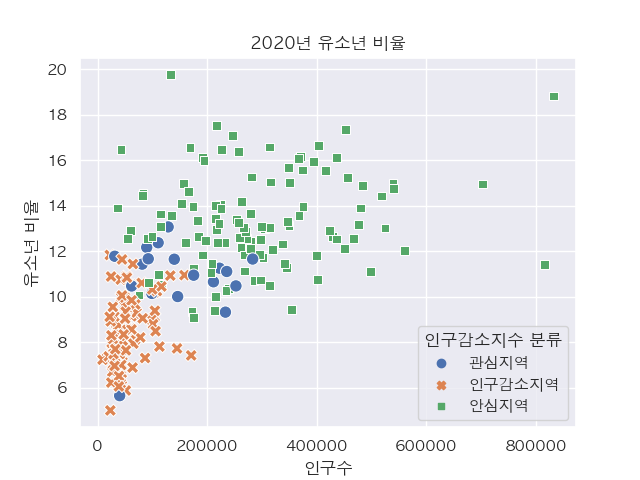 2020년 유소년 비율
유소년 비율
20
18
16
14
12
10
8
6
0
200000
400000
600000
800000
인구수
인구감소지수 분류
관심지역
인구감소지역
안심지역